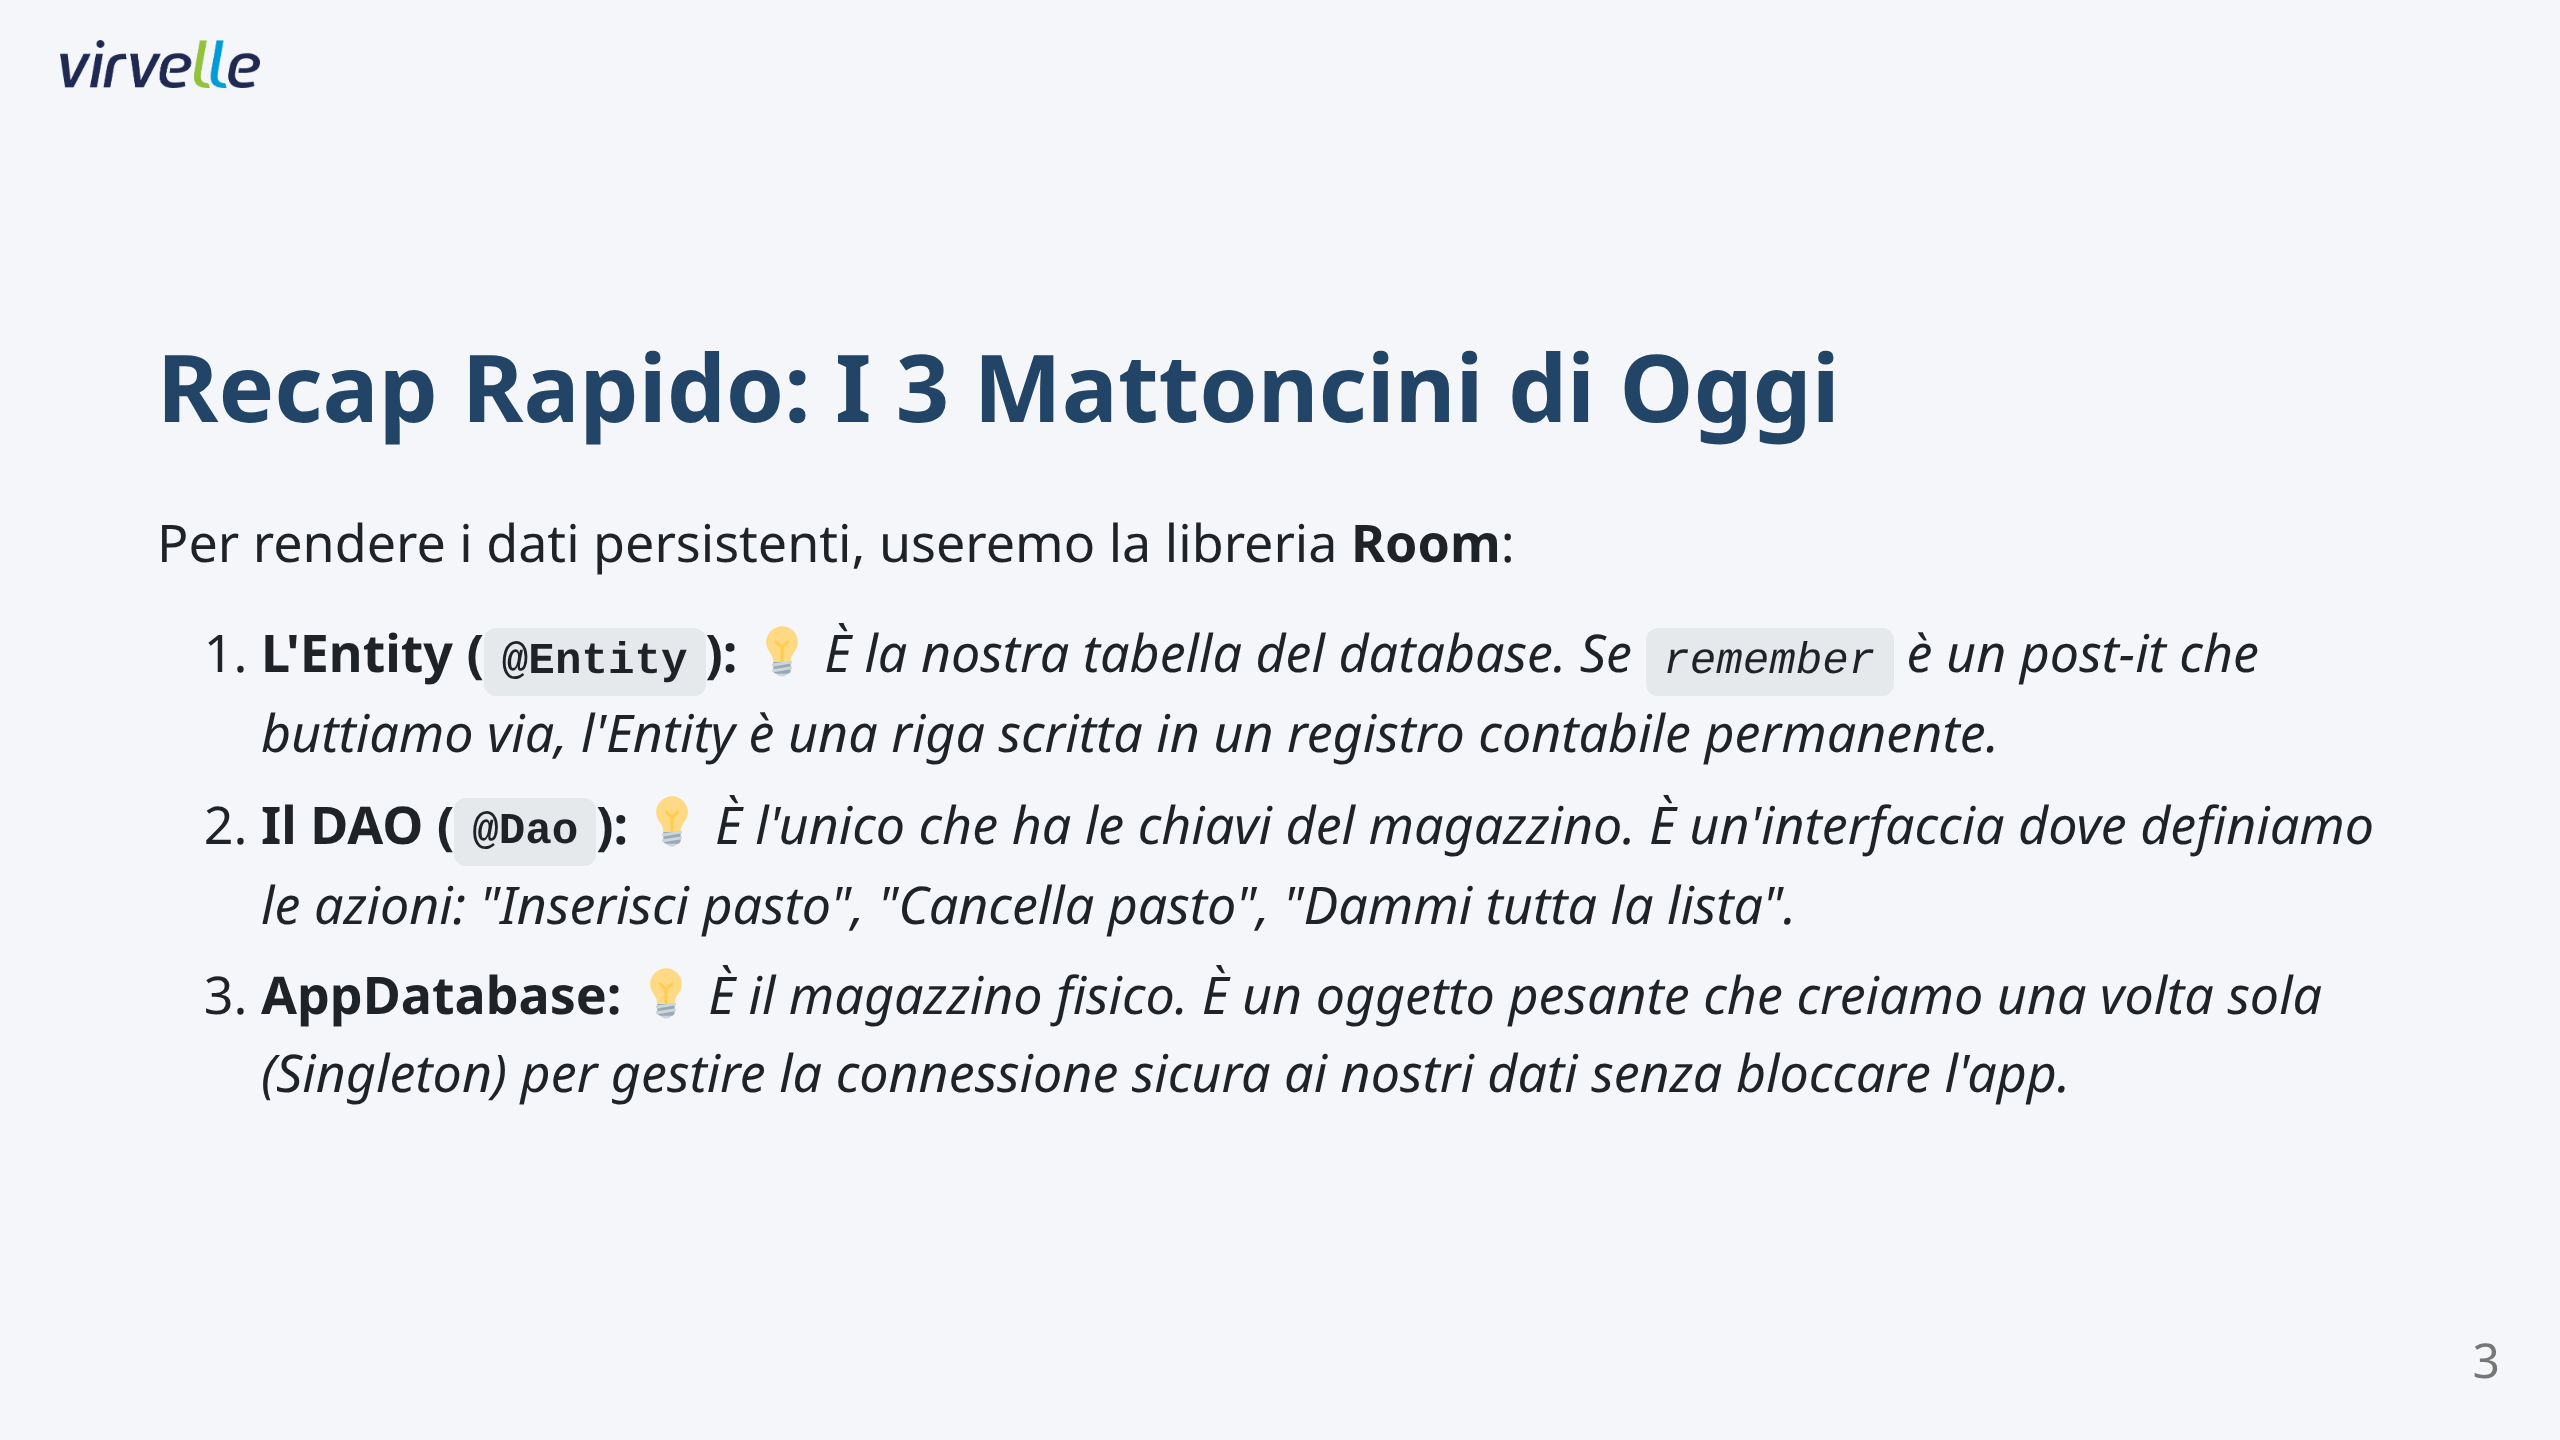 virvelle
Recap Rapido: I 3 Mattoncini di Oggi
Per rendere i dati persistenti, useremo la libreria Room:
1. L'Entity ( @Entity ): 💡 È la nostra tabella del database. Se remember è un post-it che
buttiamo via, l'Entity è una riga scritta in un registro contabile permanente.
2. Il DAO ( @Dao ): 💡 È l'unico che ha le chiavi del magazzino. È un'interfaccia dove definiamo
le azioni: "Inserisci pasto", "Cancella pasto", "Dammi tutta la lista".
3. AppDatabase: 💡 È il magazzino fisico. È un oggetto pesante che creiamo una volta sola
(Singleton) per gestire la connessione sicura ai nostri dati senza bloccare l'app.
3